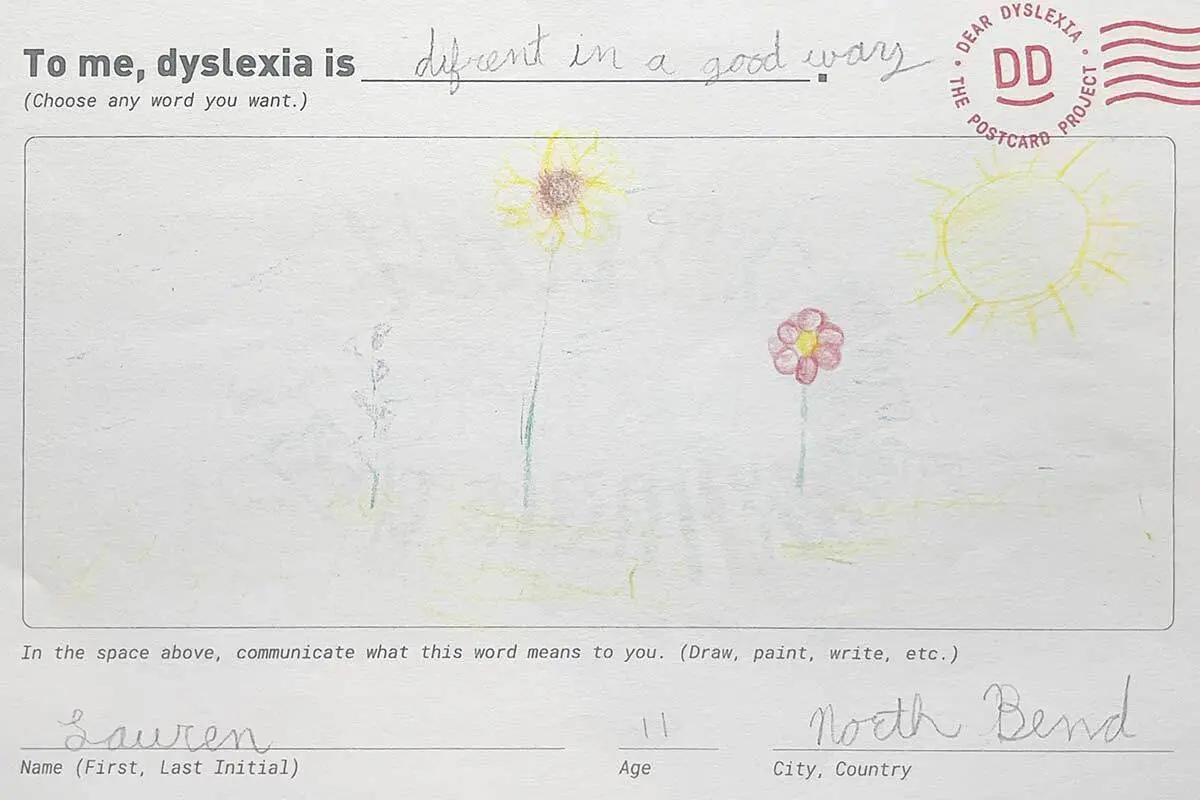 To me, dyslexia is difrent in a good way.
(Choose any word you want.)
DEAR DYSLEXIA • THE POSTCARD PROJECT •
DD
In the space above, communicate what this word means to you. (Draw, paint, write, etc.)
Lauren 11 North Bend
Name (First, Last Initial) Age City, Country